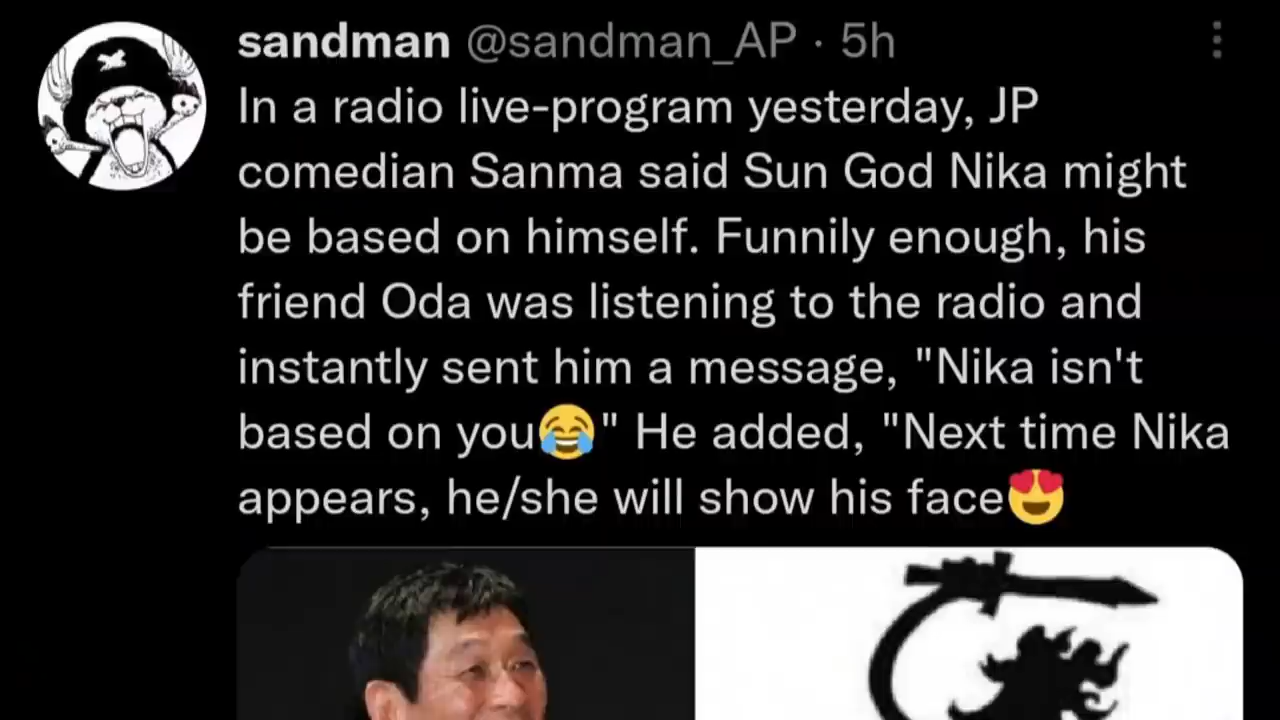 sandman @sandman_AP · 5h
In a radio live-program yesterday, JP
comedian Sanma said Sun God Nika might
be based on himself. Funnily enough, his
friend Oda was listening to the radio and
instantly sent him a message, "Nika isn't
based on you😂" He added, "Next time Nika
appears, he/she will show his face😍